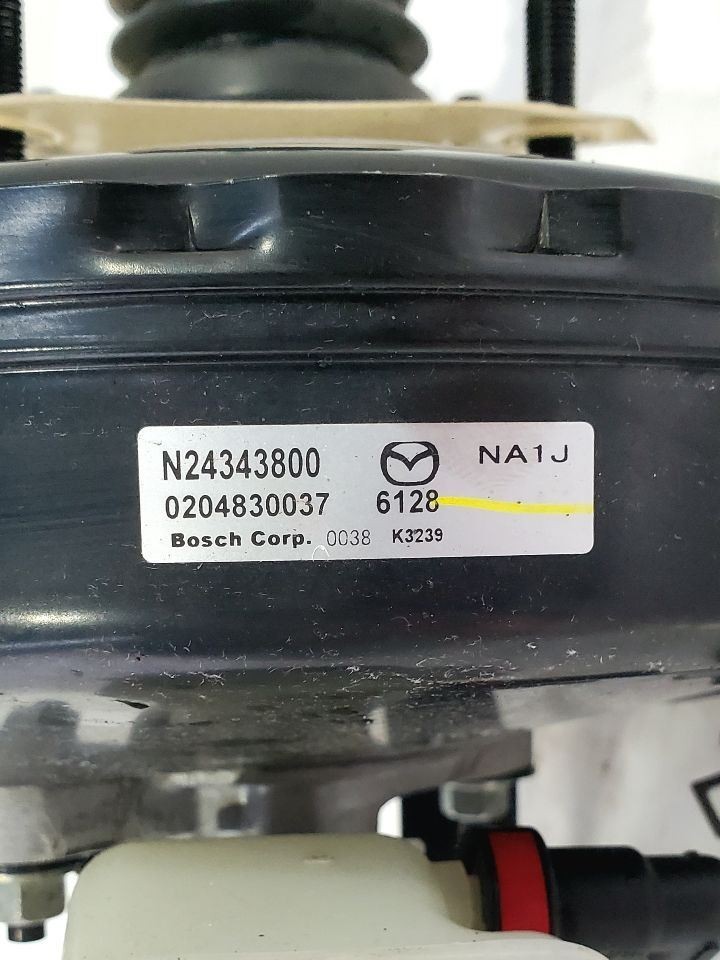 N24343800 NA1J
0204830037 6128
Bosch Corp. 0038 K3239